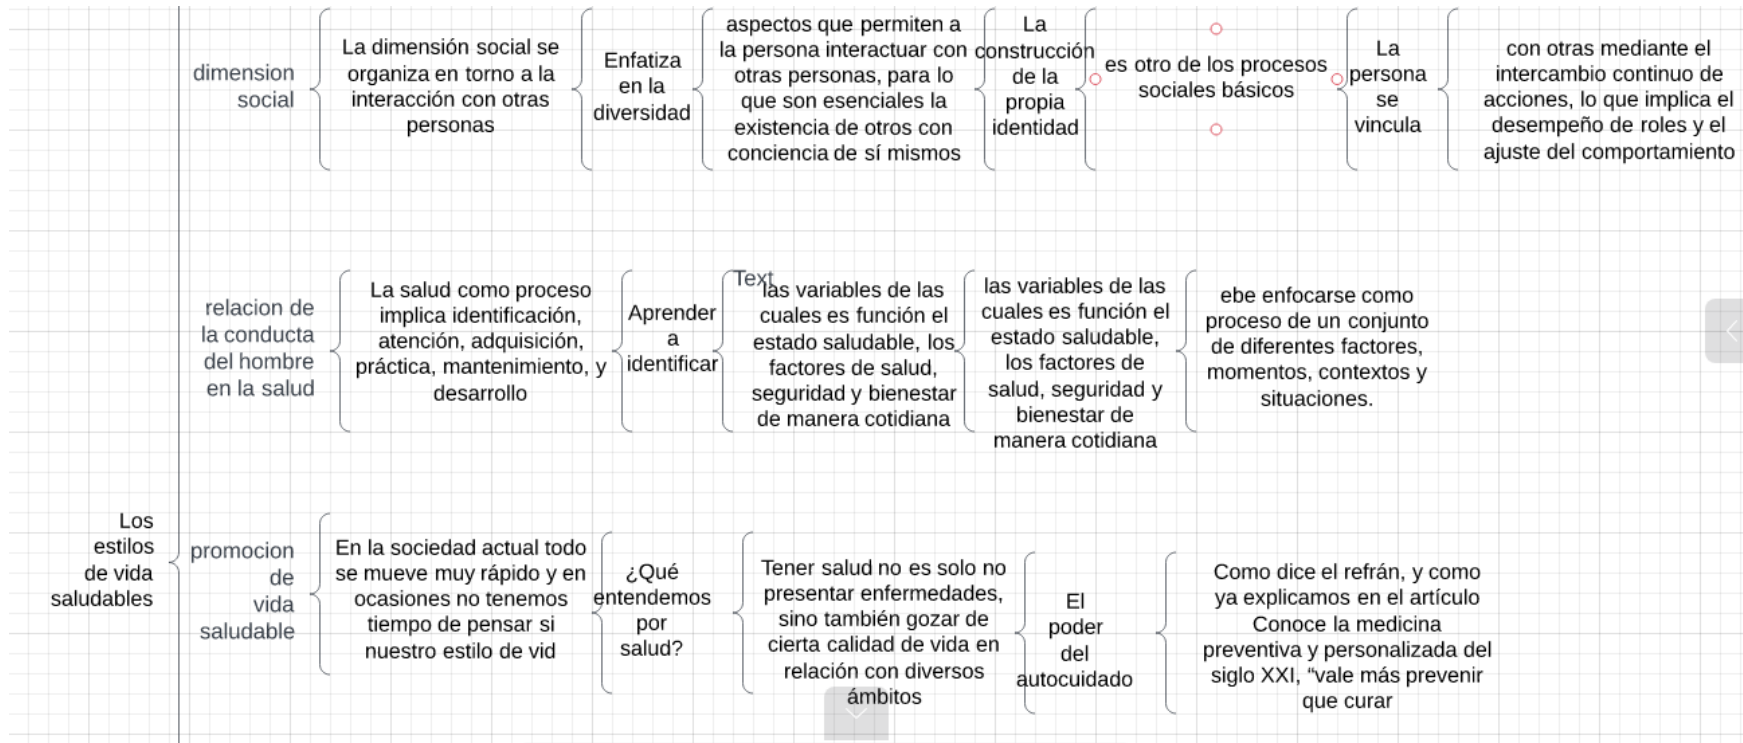 dimension
social
La dimensión social se
organiza en torno a la
interacción con otras
personas
Enfatiza
en la
diversidad
aspectos que permiten a
la persona interactuar con
otras personas, para lo
que son esenciales la
existencia de otros con
conciencia de sí mismos
La
construcción
de la
propia
identidad
es otro de los procesos
sociales básicos
La
persona
se
vincula
con otras mediante el
intercambio continuo de
acciones, lo que implica el
desempeño de roles y el
ajuste del comportamiento
relacion de
la conducta
del hombre
en la salud
La salud como proceso
implica identificación,
atención, adquisición,
práctica, mantenimiento, y
desarrollo
Aprender
a
identificar
Text
las variables de las
cuales es función el
estado saludable, los
factores de salud,
seguridad y bienestar
de manera cotidiana
las variables de las
cuales es función el
estado saludable,
los factores de
salud, seguridad y
bienestar de
manera cotidiana
ebe enfocarse como
proceso de un conjunto
de diferentes factores,
momentos, contextos y
situaciones.
Los
estilos
de vida
saludables
promocion
de
vida
saludable
En la sociedad actual todo
se mueve muy rápido y en
ocasiones no tenemos
tiempo de pensar si
nuestro estilo de vid
¿Qué
entendemos
por
salud?
Tener salud no es solo no
presentar enfermedades,
sino también gozar de
cierta calidad de vida en
relación con diversos
ámbitos
El
poder
del
autocuidado
Como dice el refrán, y como
ya explicamos en el artículo
Conoce la medicina
preventiva y personalizada del
siglo XXI, “vale más prevenir
que curar